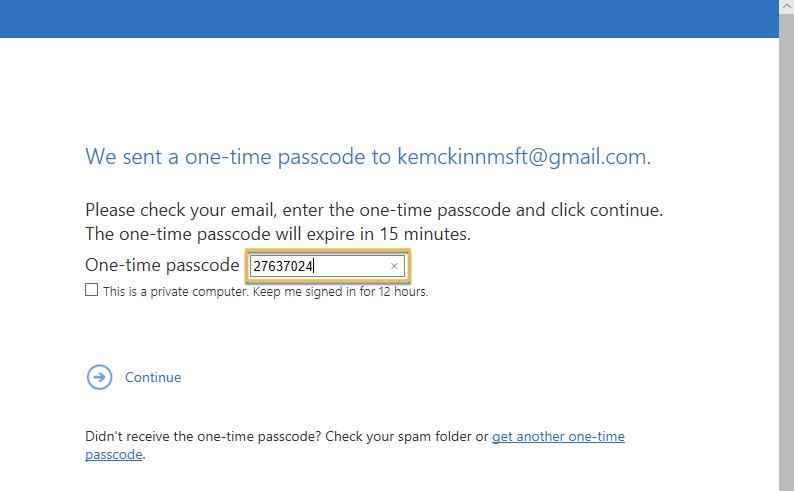 We sent a one-time passcode to kemckinnmsft@gmail.com.
Please check your email, enter the one-time passcode and click continue.
The one-time passcode will expire in 15 minutes.
One-time passcode 27637024
This is a private computer. Keep me signed in for 12 hours.
Continue
Didn't receive the one-time passcode? Check your spam folder or get another one-time
passcode.